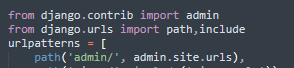 from django.contrib import admin
from django.urls import path,include
urlpatterns = [
path('admin/', admin.site.urls),